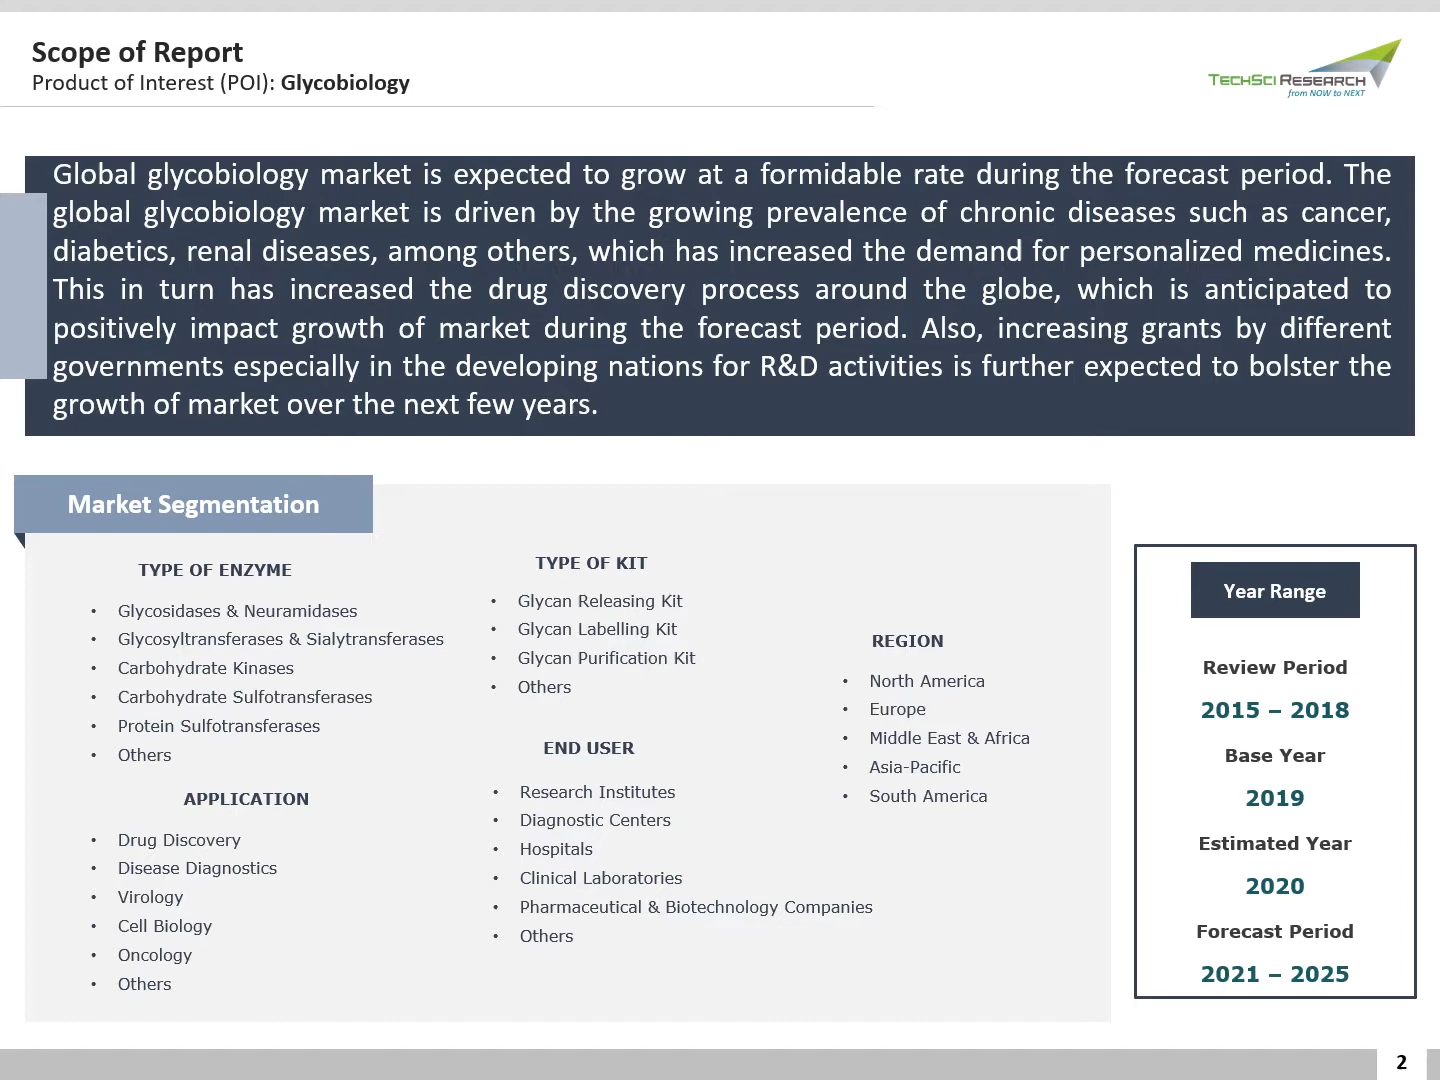 Scope of Report
Product of Interest (POI): Glycobiology
TechSci Research
from NOW to NEXT
Global glycobiology market is expected to grow at a formidable rate during the forecast period. The
global glycobiology market is driven by the growing prevalence of chronic diseases such as cancer,
diabetics, renal diseases, among others, which has increased the demand for personalized medicines.
This in turn has increased the drug discovery process around the globe, which is anticipated to
positively impact growth of market during the forecast period. Also, increasing grants by different
governments especially in the developing nations for R&D activities is further expected to bolster the
growth of market over the next few years.
Market Segmentation
TYPE OF ENZYME
• Glycosidases & Neuramidases
• Glycosyltransferases & Sialytransferases
• Carbohydrate Kinases
• Carbohydrate Sulfotransferases
• Protein Sulfotransferases
• Others
APPLICATION
• Drug Discovery
• Disease Diagnostics
• Virology
• Cell Biology
• Oncology
• Others
TYPE OF KIT
• Glycan Releasing Kit
• Glycan Labelling Kit
• Glycan Purification Kit
• Others
END USER
• Research Institutes
• Diagnostic Centers
• Hospitals
• Clinical Laboratories
• Pharmaceutical & Biotechnology Companies
• Others
REGION
• North America
• Europe
• Middle East & Africa
• Asia-Pacific
• South America
Year Range
Review Period
2015 – 2018
Base Year
2019
Estimated Year
2020
Forecast Period
2021 – 2025
2